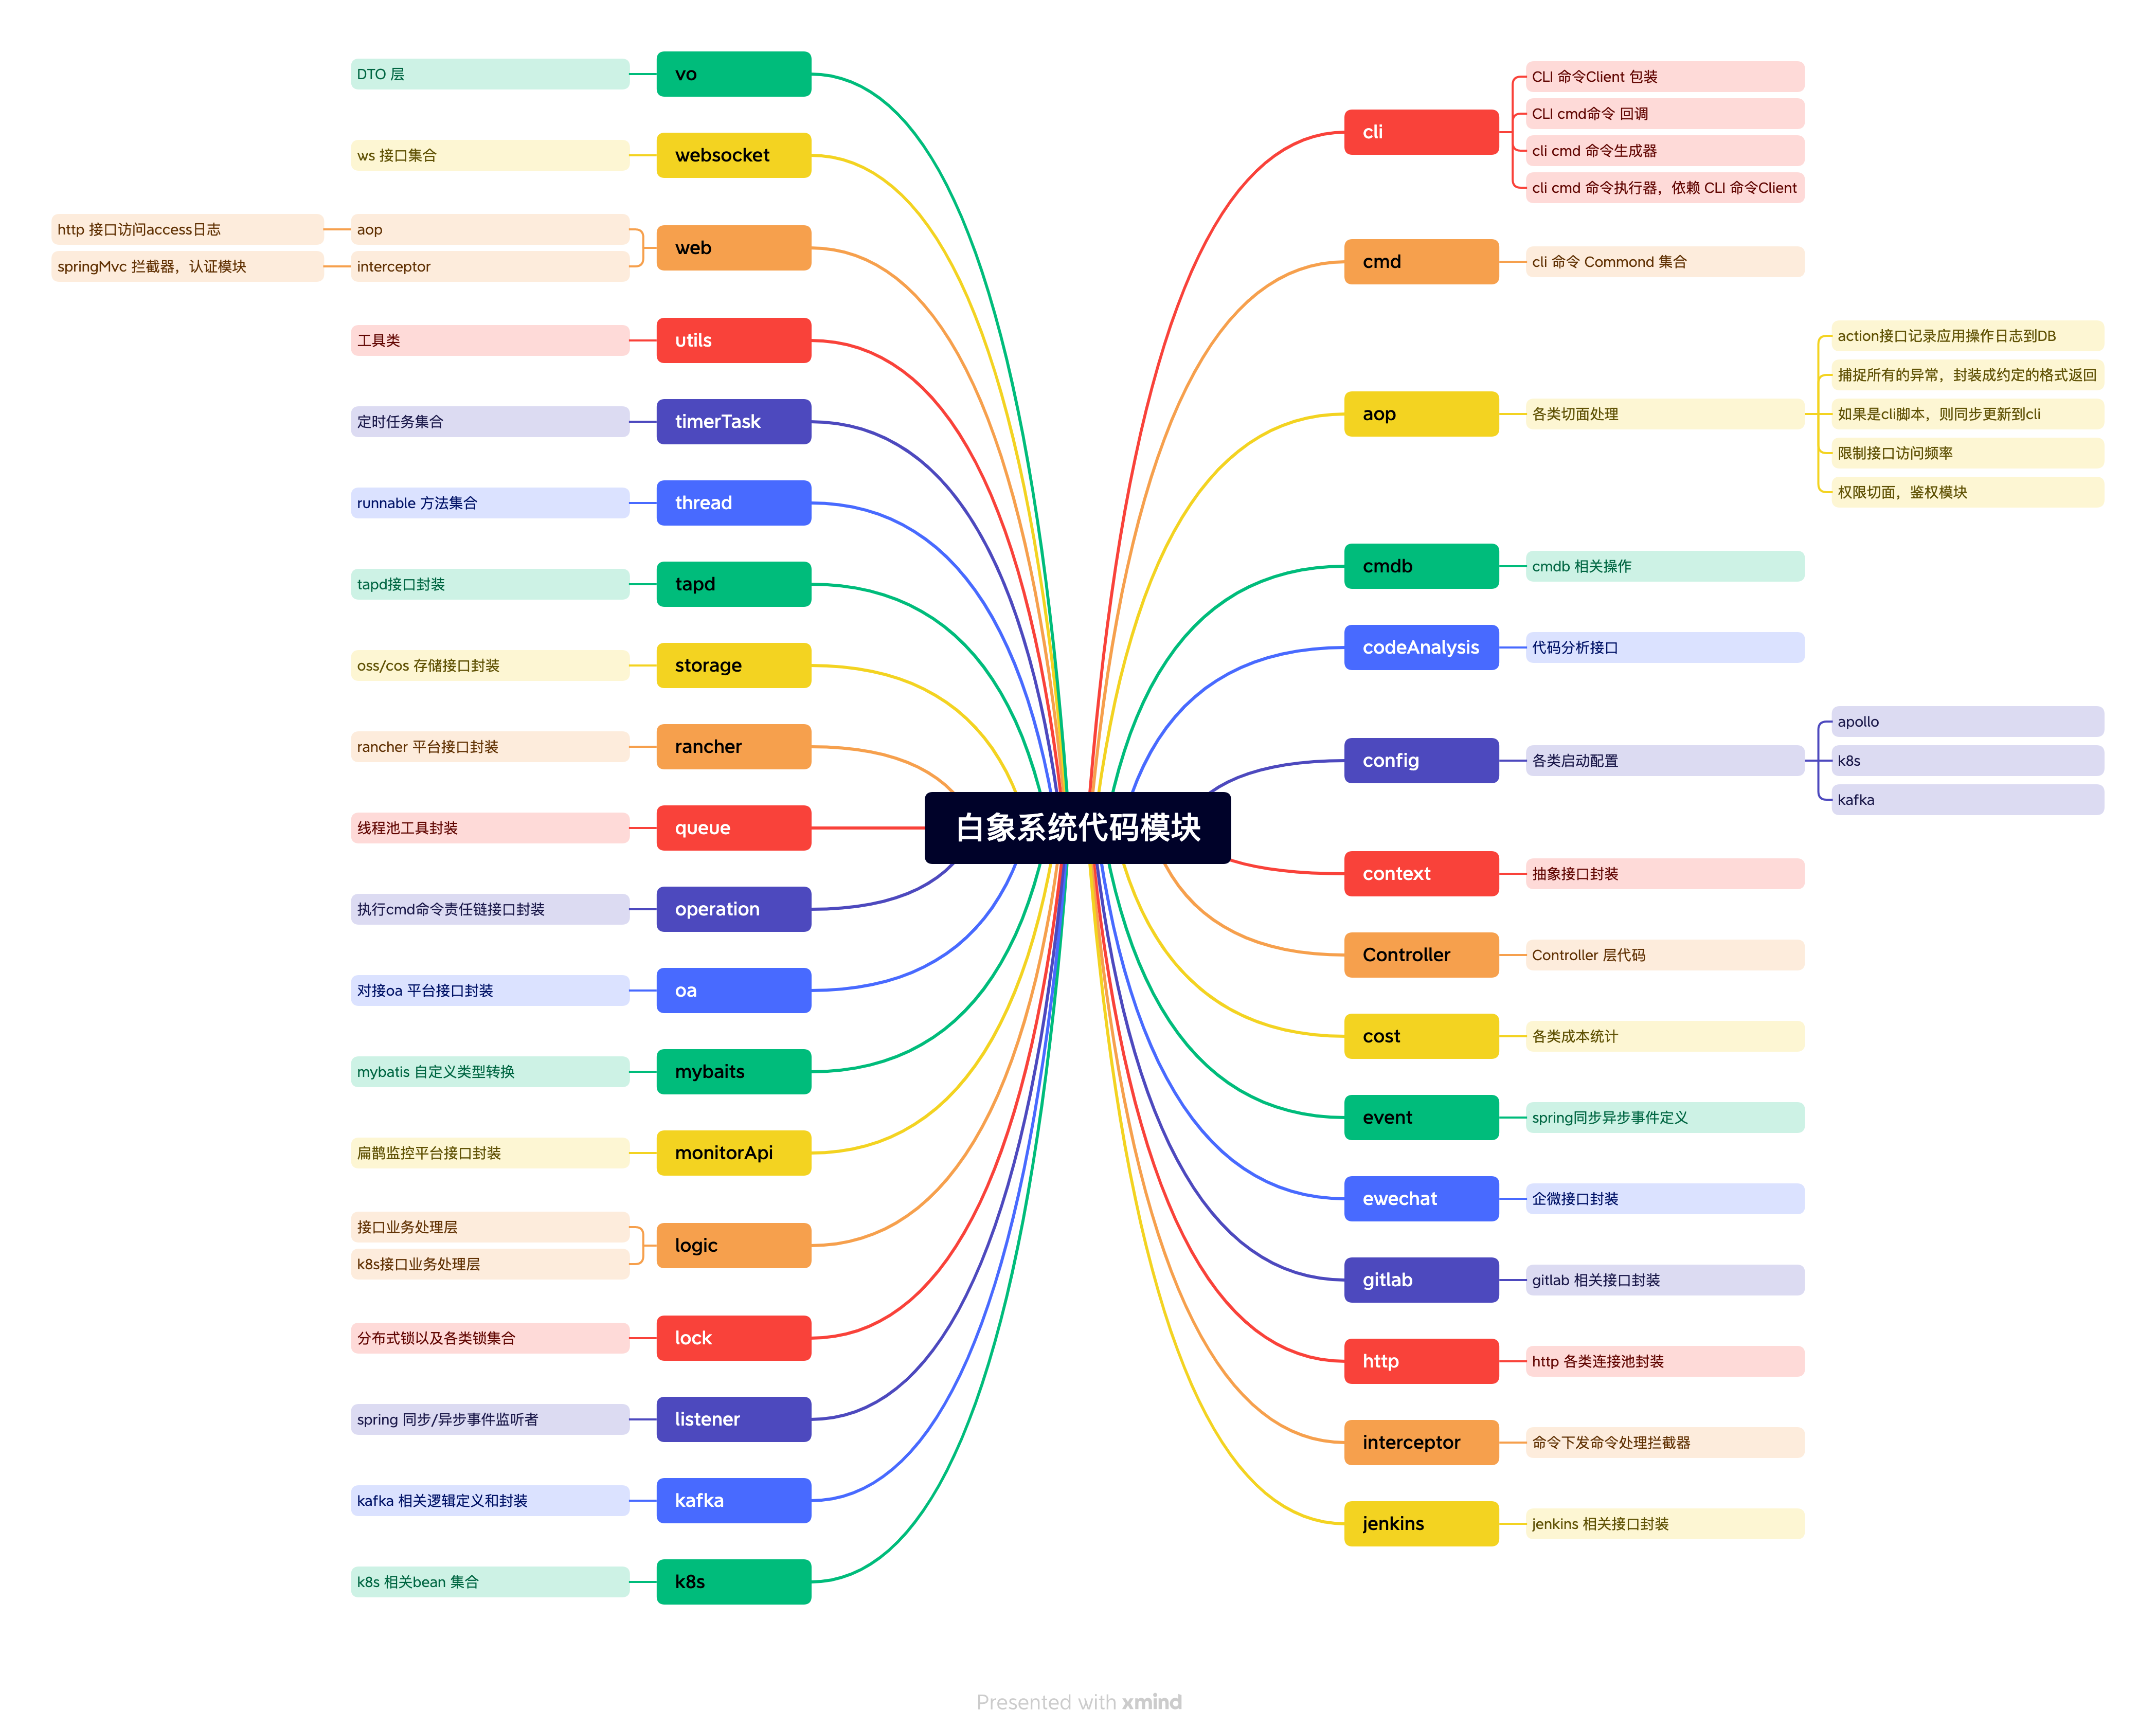 白象系统代码模块
cli
CLI 命令Client 包装
CLI cmd命令 回调
cli cmd 命令生成器
cli cmd 命令执行器，依赖 CLI 命令Client
cmd
cli 命令 Commond 集合
aop
各类切面处理
action接口记录应用操作日志到DB
捕捉所有的异常，封装成约定的格式返回
如果是cli脚本，则同步更新到cli
限制接口访问频率
权限切面，鉴权模块
cmdb
cmdb 相关操作
codeAnalysis
代码分析接口
config
各类启动配置
apollo
k8s
kafka
context
抽象接口封装
Controller
Controller 层代码
cost
各类成本统计
event
spring同步异步事件定义
ewechat
企微接口封装
gitlab
gitlab 相关接口封装
http
http 各类连接池封装
interceptor
命令下发命令处理拦截器
jenkins
jenkins 相关接口封装
vo
DTO 层
websocket
ws 接口集合
web
aop
http 接口访问access日志
interceptor
springMvc 拦截器，认证模块
utils
工具类
timerTask
定时任务集合
thread
runnable 方法集合
tapd
tapd接口封装
storage
oss/cos 存储接口封装
rancher
rancher 平台接口封装
queue
线程池工具封装
operation
执行cmd命令责任链接口封装
oa
对接oa 平台接口封装
mybaits
mybatis 自定义类型转换
monitorApi
扁鹊监控平台接口封装
logic
接口业务处理层
k8s接口业务处理层
lock
分布式锁以及各类锁集合
listener
spring 同步/异步事件监听者
kafka
kafka 相关逻辑定义和封装
k8s
k8s 相关bean 集合
Presented with xmind